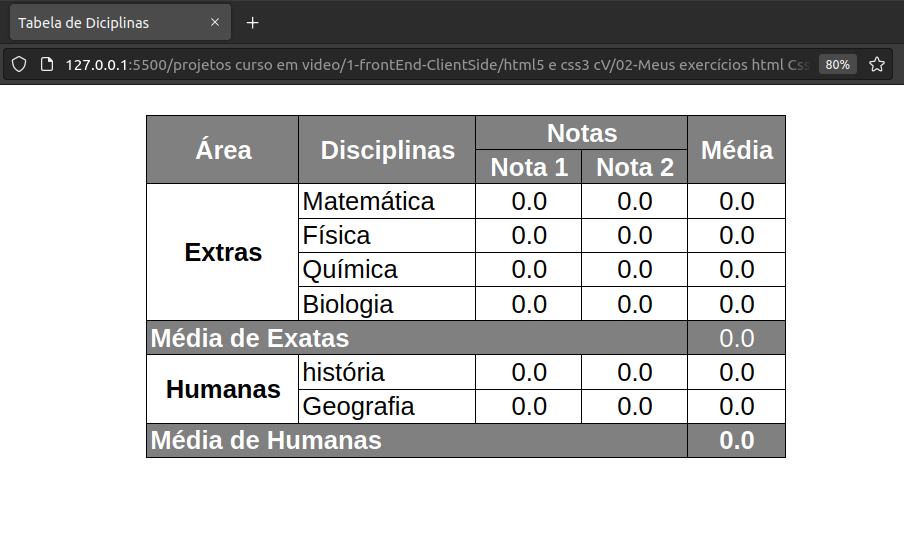 Tabela de Diciplinas
127.0.0.1:5500/projetos curso em video/1-frontEnd-ClientSide/html5 e css3 cV/02-Meus exercícios html Css 80%
Área Disciplinas Notas Média
Nota 1 Nota 2
Extras Matemática 0.0 0.0 0.0
Física 0.0 0.0 0.0
Química 0.0 0.0 0.0
Biologia 0.0 0.0 0.0
Média de Exatas 0.0
Humanas história 0.0 0.0 0.0
Geografia 0.0 0.0 0.0
Média de Humanas 0.0